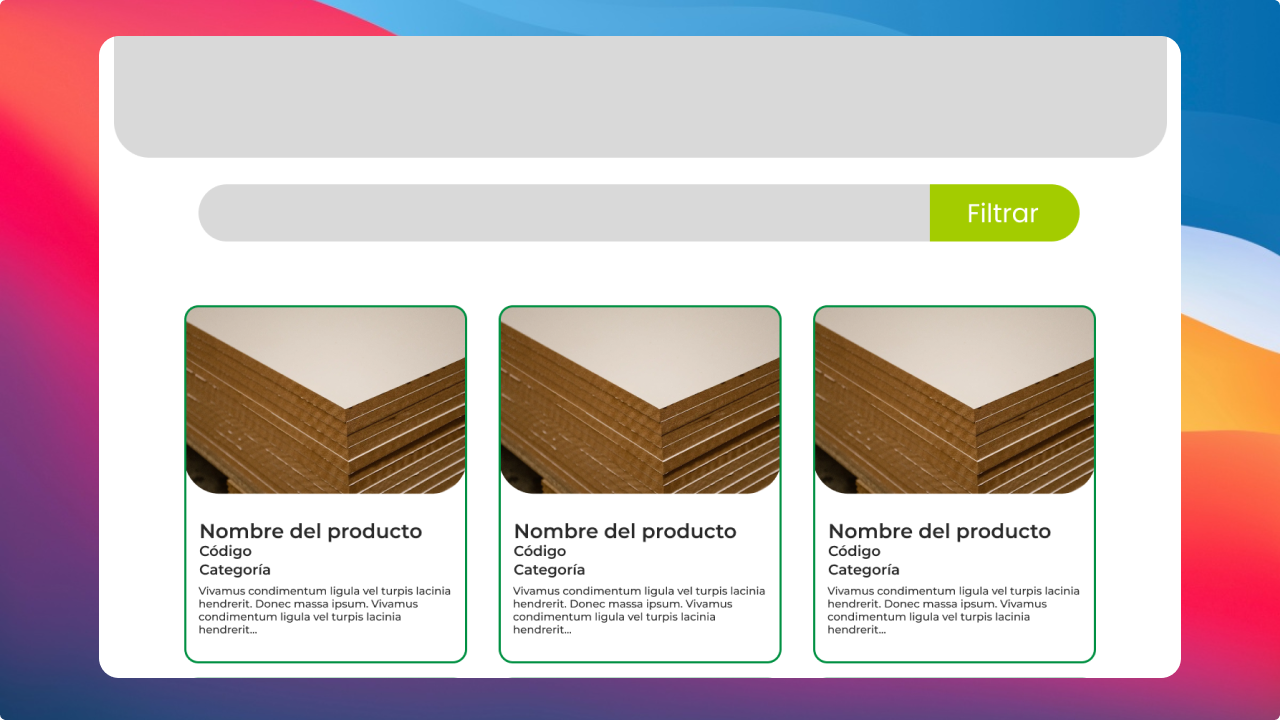 Filtrar
Nombre del producto
Código
Categoría
Vivamus condimentum ligula vel turpis lacinia
hendrerit. Donec massa ipsum. Vivamus
condimentum ligula vel turpis lacinia
hendrerit...
Nombre del producto
Código
Categoría
Vivamus condimentum ligula vel turpis lacinia
hendrerit. Donec massa ipsum. Vivamus
condimentum ligula vel turpis lacinia
hendrerit...
Nombre del producto
Código
Categoría
Vivamus condimentum ligula vel turpis lacinia
hendrerit. Donec massa ipsum. Vivamus
condimentum ligula vel turpis lacinia
hendrerit...